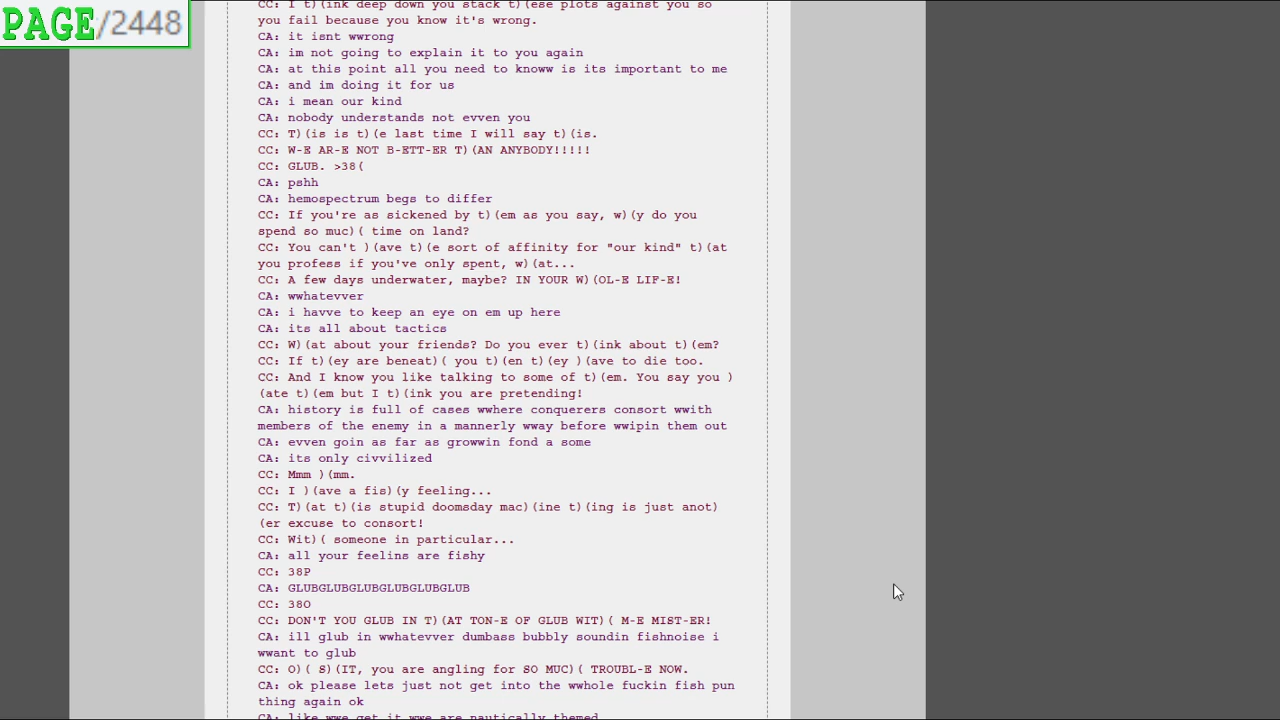 PAGE/2448
CC: I t)(ink deep down you stack t)(ese plots against you so
you fail because you know it's wrong.
CA: it isnt wwrong
CA: im not going to explain it to you again
CA: at this point all you need to knoww is its important to me
CA: and im doing it for us
CA: i mean our kind
CA: nobody understands not evven you
CC: T)(is is t)(e last time I will say t)(is.
CC: W-E AR-E NOT B-ETT-ER T)(AN ANYBODY!!!!!
CC: GLUB. >38(
CA: pshh
CA: hemospectrum begs to differ
CC: If you're as sickened by t)(em as you say, w)(y do you
spend so muc)( time on land?
CC: You can't )(ave t)(e sort of affinity for "our kind" t)(at
you profess if you've only spent, w)(at...
CC: A few days underwater, maybe? IN YOUR W)(OL-E LIF-E!
CA: wwhatevver
CA: i havve to keep an eye on em up here
CA: its all about tactics
CC: W)(at about your friends? Do you ever t)(ink about t)(em?
CC: If t)(ey are beneat)( you t)(en t)(ey )(ave to die too.
CC: And I know you like talking to some of t)(em. You say you )
(ate t)(em but I t)(ink you are pretending!
CA: history is full of cases wwhere conquerers consort wwith
members of the enemy in a mannerly wway before wwipin them out
CA: evven goin as far as growwin fond a some
CA: its only civvilized
CC: Mmm )(mm.
CC: I )(ave a fis)(y feeling...
CC: T)(at t)(is stupid doomsday mac)(ine t)(ing is just anot)
(er excuse to consort!
CC: Wit)( someone in particular...
CA: all your feelins are fishy
CC: 38P
CA: GLUBGLUBGLUBGLUBGLUBGLUB
CC: 38O
CC: DON'T YOU GLUB IN T)(AT TON-E OF GLUB WIT)( M-E MIST-ER!
CA: ill glub in wwhatevver dumbass bubbly soundin fishnoise i
wwant to glub
CC: O)( S)(IT, you are angling for SO MUC)( TROUBL-E NOW.
CA: ok please lets just not get into the wwhole fuckin fish pun
thing again ok
CA: like wwe get it wwe are nautically themed